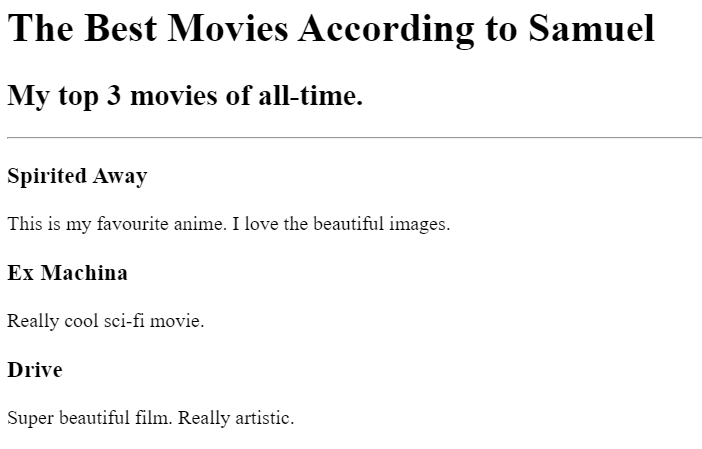 The Best Movies According to Samuel
My top 3 movies of all-time.
Spirited Away
This is my favourite anime. I love the beautiful images.
Ex Machina
Really cool sci-fi movie.
Drive
Super beautiful film. Really artistic.